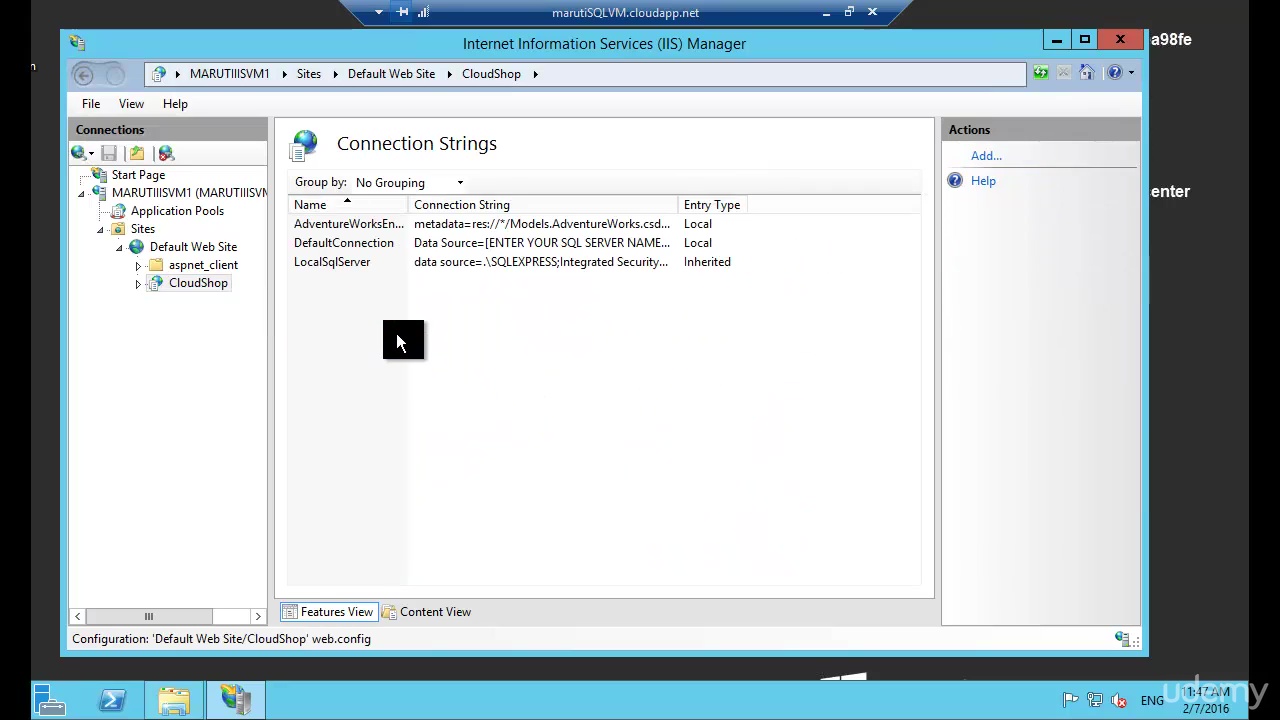 marutiSQLVM.cloudapp.net
a98fe
Internet Information Services (IIS) Manager
MARUTIIISVM1 Sites Default Web Site CloudShop
File View Help
Connections
Start Page
MARUTIIISVM1 (MARUTIIISVM
Application Pools
Sites
Default Web Site
aspnet_client
CloudShop
Connection Strings
Group by: No Grouping
Name Connection String Entry Type
AdventureWorksEn... metadata=res://*/Models.AdventureWorks.csd... Local
DefaultConnection Data Source=[ENTER YOUR SQL SERVER NAME... Local
LocalSqlServer data source=.\SQLEXPRESS;Integrated Security... Inherited
Actions
Add...
Help
enter
n
Features View Content View
Configuration: 'Default Web Site/CloudShop' web.config
ENG
11:47 AM
2/7/2016
udemy